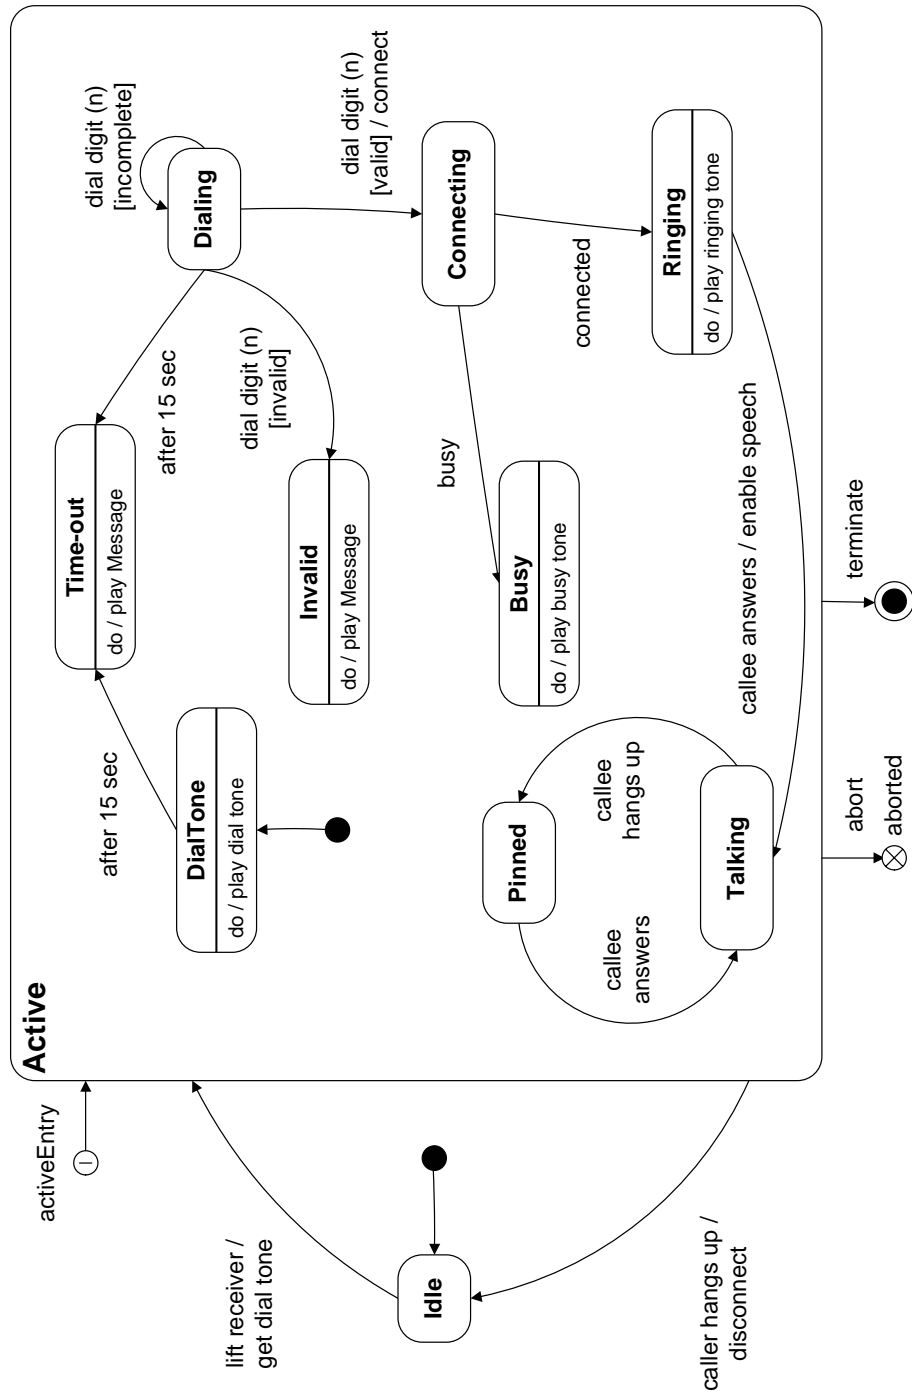 Active
activeEntry
I
lift receiver /
get dial tone
Idle
caller hangs up /
disconnect
DialTone
do / play dial tone
after 15 sec
Time-out
do / play Message
after 15 sec
Dialing
dial digit (n)
[incomplete]
dial digit (n)
[invalid]
Invalid
do / play Message
dial digit (n)
[valid] / connect
Connecting
busy
Busy
do / play busy tone
connected
Ringing
do / play ringing tone
callee answers / enable speech
Talking
callee
hangs up
Pinned
callee
answers
abort
aborted
terminate